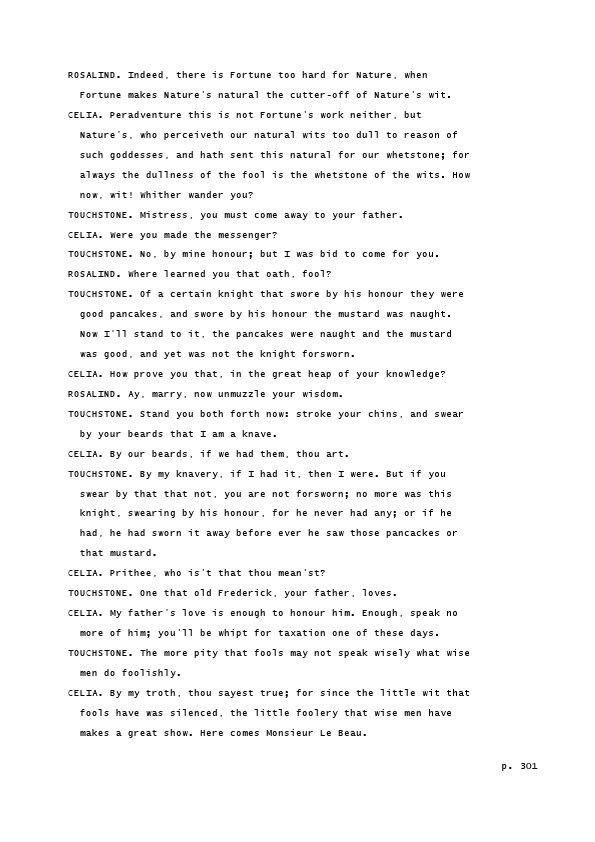 ROSALIND. Indeed, there is Fortune too hard for Nature, when
Fortune makes Nature's natural the cutter-off of Nature's wit.
CELIA. Peradventure this is not Fortune's work neither, but
Nature's, who perceiveth our natural wits too dull to reason of
such goddesses, and hath sent this natural for our whetstone; for
always the dullness of the fool is the whetstone of the wits. How
now, wit! Whither wander you?
TOUCHSTONE. Mistress, you must come away to your father.
CELIA. Were you made the messenger?
TOUCHSTONE. No, by mine honour; but I was bid to come for you.
ROSALIND. Where learned you that oath, fool?
TOUCHSTONE. Of a certain knight that swore by his honour they were
good pancakes, and swore by his honour the mustard was naught.
Now I'll stand to it, the pancakes were naught and the mustard
was good, and yet was not the knight forsworn.
CELIA. How prove you that, in the great heap of your knowledge?
ROSALIND. Ay, marry, now unmuzzle your wisdom.
TOUCHSTONE. Stand you both forth now: stroke your chins, and swear
by your beards that I am a knave.
CELIA. By our beards, if we had them, thou art.
TOUCHSTONE. By my knavery, if I had it, then I were. But if you
swear by that that not, you are not forsworn; no more was this
knight, swearing by his honour, for he never had any; or if he
had, he had sworn it away before ever he saw those pancackes or
that mustard.
CELIA. Prithee, who is't that thou mean'st?
TOUCHSTONE. One that old Frederick, your father, loves.
CELIA. My father's love is enough to honour him. Enough, speak no
more of him; you'll be whipt for taxation one of these days.
TOUCHSTONE. The more pity that fools may not speak wisely what wise
men do foolishly.
CELIA. By my troth, thou sayest true; for since the little wit that
fools have was silenced, the little foolery that wise men have
makes a great show. Here comes Monsieur Le Beau.
p. 301